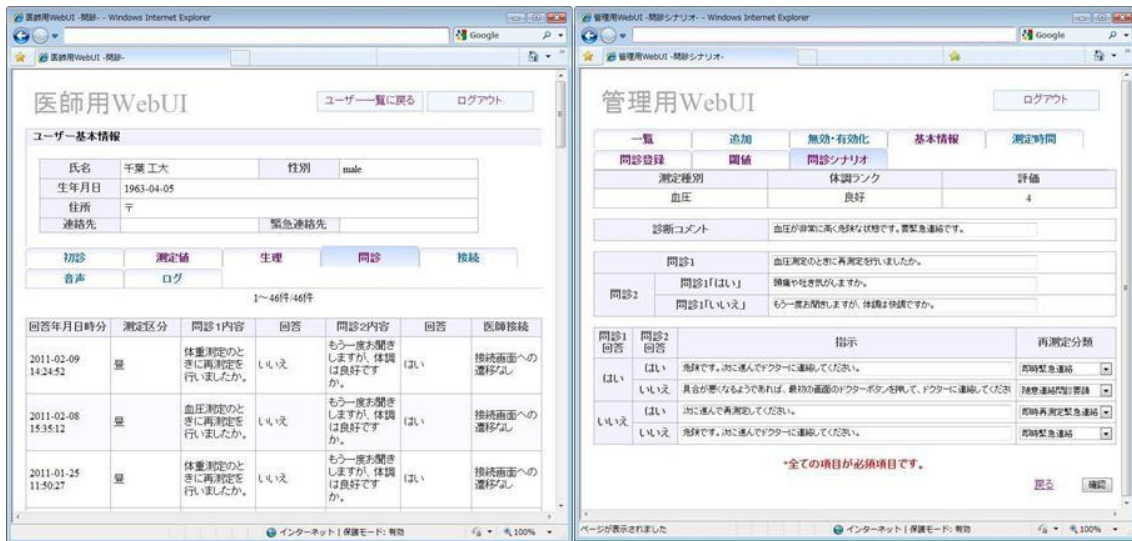 医師用WebUI -問診- - Windows Internet Explorer
Google
医師用WebUI -問診-
医師用WebUI
ユーザー一覧に戻る
ログアウト
ユーザー基本情報
氏名 千葉 工大 性別 male
生年月日 1963-04-05
住所 〒
連絡先 緊急連絡先
初診 測定値 生理 問診 接続
音声 ログ
1～46件/46件
回答年月日時分 測定区分 問診1内容 回答 問診2内容 回答 医師接続
2011-02-09 14:24:52 昼 体重測定のときに再測定を行いましたか。 いいえ もう一度お聞きしますが、体調は良好ですか。 はい 接続画面への遷移なし
2011-02-08 15:35:12 昼 血圧測定のときに再測定を行いましたか。 いいえ もう一度お聞きしますが、体調は良好ですか。 はい 接続画面への遷移なし
2011-01-25 11:50:27 昼 体重測定のときに再測定を行いましたか。 いいえ もう一度お聞きしますが、体調は良好ですか。 はい 接続画面への遷移なし
インターネット | 保護モード: 有効
100%
管理用WebUI -問診シナリオ- - Windows Internet Explorer
Google
管理用WebUI -問診シナリオ-
管理用WebUI
ログアウト
一覧 追加 無効・有効化 基本情報 測定時間
問診登録 閾値 問診シナリオ
測定種別 体調ランク 評価
血圧 良好 4
診断コメント 血圧が非常に高く危険な状態です。要緊急連絡です。
問診1 血圧測定のときに再測定を行いましたか。
問診2 問診1「はい」 頭痛や吐き気がしますか。
問診1「いいえ」 もう一度お聞きしますが、体調は快調ですか。
問診1回答 問診2回答 指示 再測定分類
はい はい 危険です。次に進んでドクターに連絡してください。 即時緊急連絡
いいえ 具合が悪くなるようであれば、最初の画面のドクターボタンを押して、ドクターに連絡してくださ 随意連絡問診要請
いいえ はい 次に進んで再測定してください。 即時再測定緊急連絡
いいえ 危険です。次に進んでドクターに連絡してください。 即時緊急連絡
*全ての項目が必須項目です。
戻る 確認
ページが表示されました
インターネット | 保護モード: 有効
100%